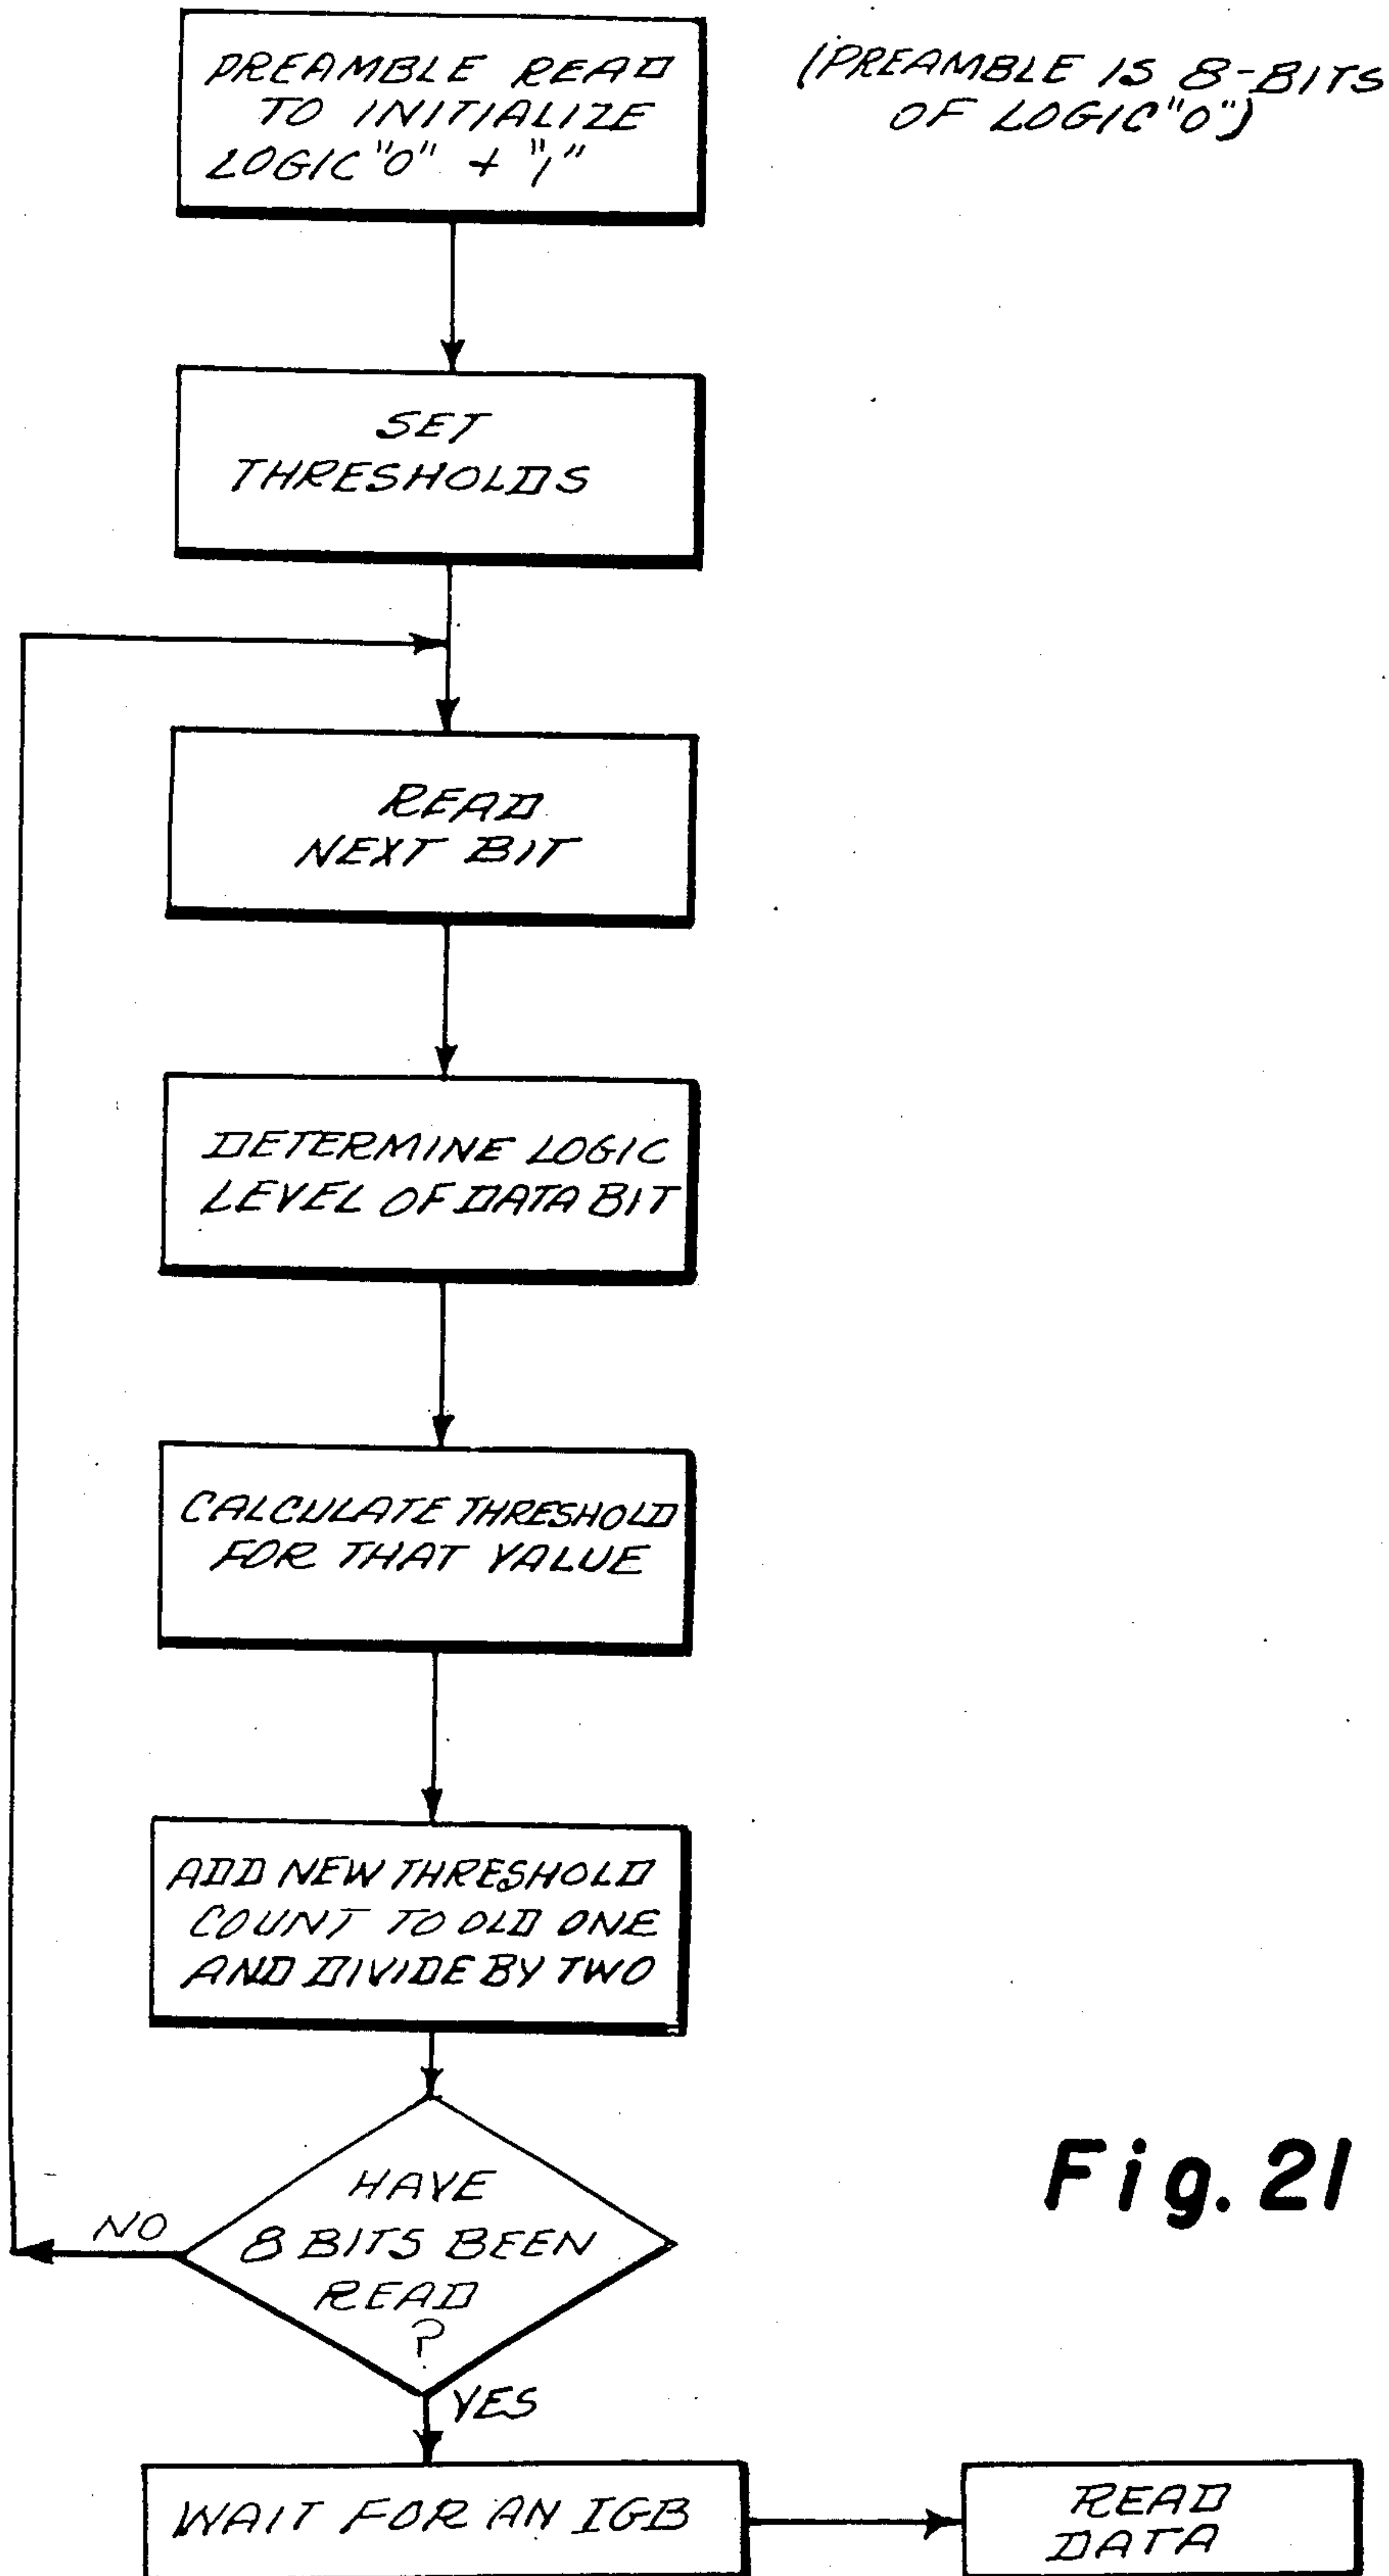 PREAMBLE READ
TO INITIALIZE
LOGIC "0" + "1"
(PREAMBLE IS 8-BITS
OF LOGIC "0")
SET
THRESHOLDS
READ
NEXT BIT
DETERMINE LOGIC
LEVEL OF DATA BIT
CALCULATE THRESHOLD
FOR THAT VALUE
ADD NEW THRESHOLD
COUNT TO OLD ONE
AND DIVIDE BY TWO
HAVE
8 BITS BEEN
READ
?
NO
YES
WAIT FOR AN IGB
READ
DATA
Fig. 21